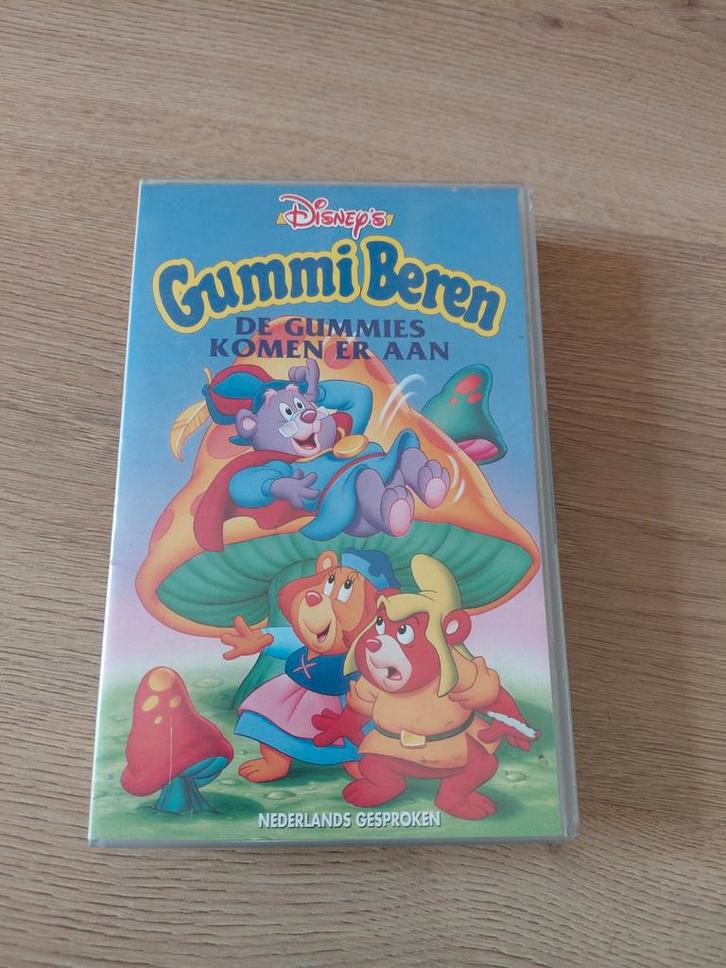 Disney's
Gummi Beren
DE GUMMIES
KOMEN ER AAN
NEDERLANDS GESPROKEN